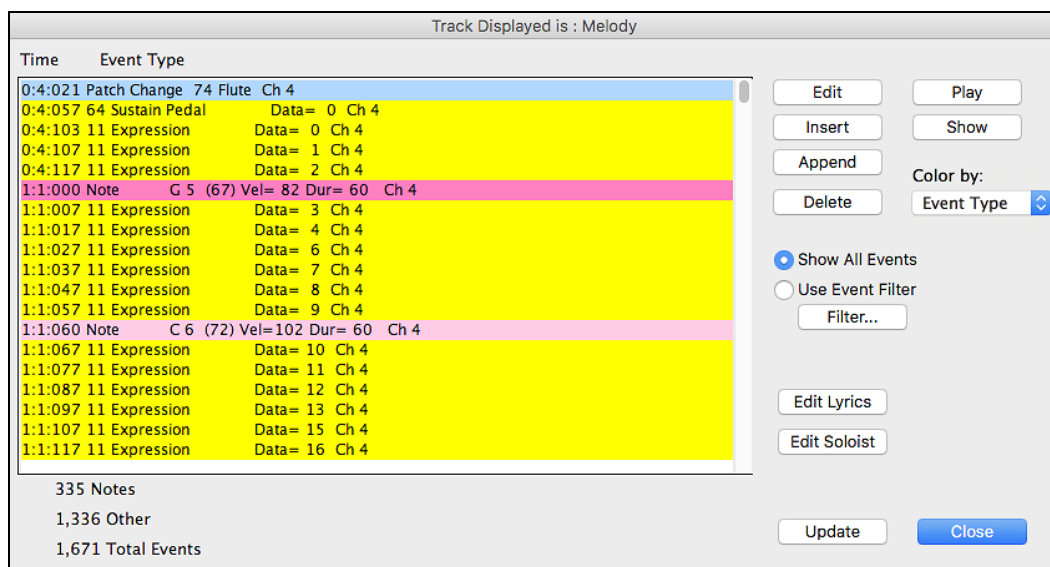 Track Displayed is : Melody
Time Event Type
0:4:021 Patch Change 74 Flute Ch 4
0:4:057 64 Sustain Pedal Data= 0 Ch 4
0:4:103 11 Expression Data= 0 Ch 4
0:4:107 11 Expression Data= 1 Ch 4
0:4:117 11 Expression Data= 2 Ch 4
1:1:000 Note G 5 (67) Vel= 82 Dur= 60 Ch 4
1:1:007 11 Expression Data= 3 Ch 4
1:1:017 11 Expression Data= 4 Ch 4
1:1:027 11 Expression Data= 6 Ch 4
1:1:037 11 Expression Data= 7 Ch 4
1:1:047 11 Expression Data= 8 Ch 4
1:1:057 11 Expression Data= 9 Ch 4
1:1:060 Note C 6 (72) Vel=102 Dur= 60 Ch 4
1:1:067 11 Expression Data= 10 Ch 4
1:1:077 11 Expression Data= 11 Ch 4
1:1:087 11 Expression Data= 12 Ch 4
1:1:097 11 Expression Data= 13 Ch 4
1:1:107 11 Expression Data= 15 Ch 4
1:1:117 11 Expression Data= 16 Ch 4
335 Notes
1,336 Other
1,671 Total Events
Edit Play
Insert Show
Append
Color by:
Delete Event Type
Show All Events
Use Event Filter
Filter...
Edit Lyrics
Edit Soloist
Update Close